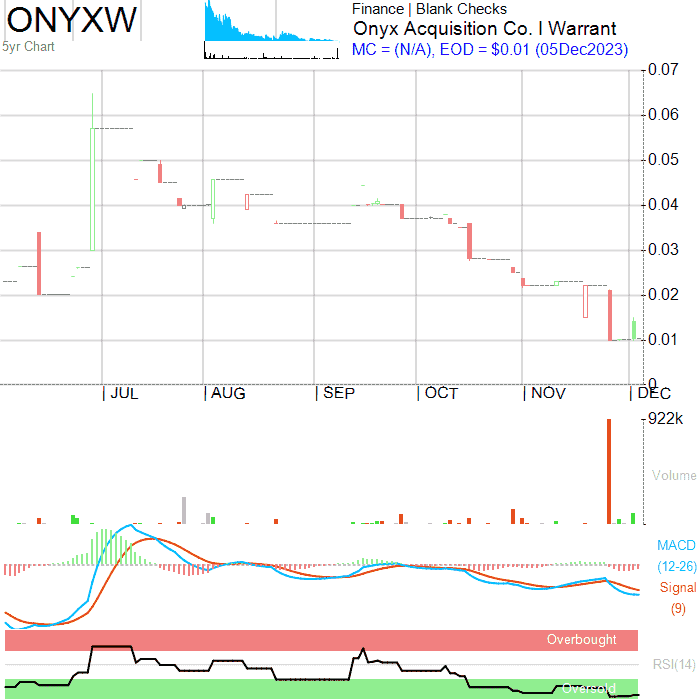 ONYXW
5yr Chart
Finance | Blank Checks
Onyx Acquisition Co. I Warrant
MC = (N/A), EOD = $0.01 (05Dec2023)
0.07
0.06
0.05
0.04
0.03
0.02
0.01
0
| JUL | AUG | SEP | OCT | NOV | DEC
922k
Volume
MACD
(12-26)
Signal
(9)
Overbought
RSI(14)
Oversold